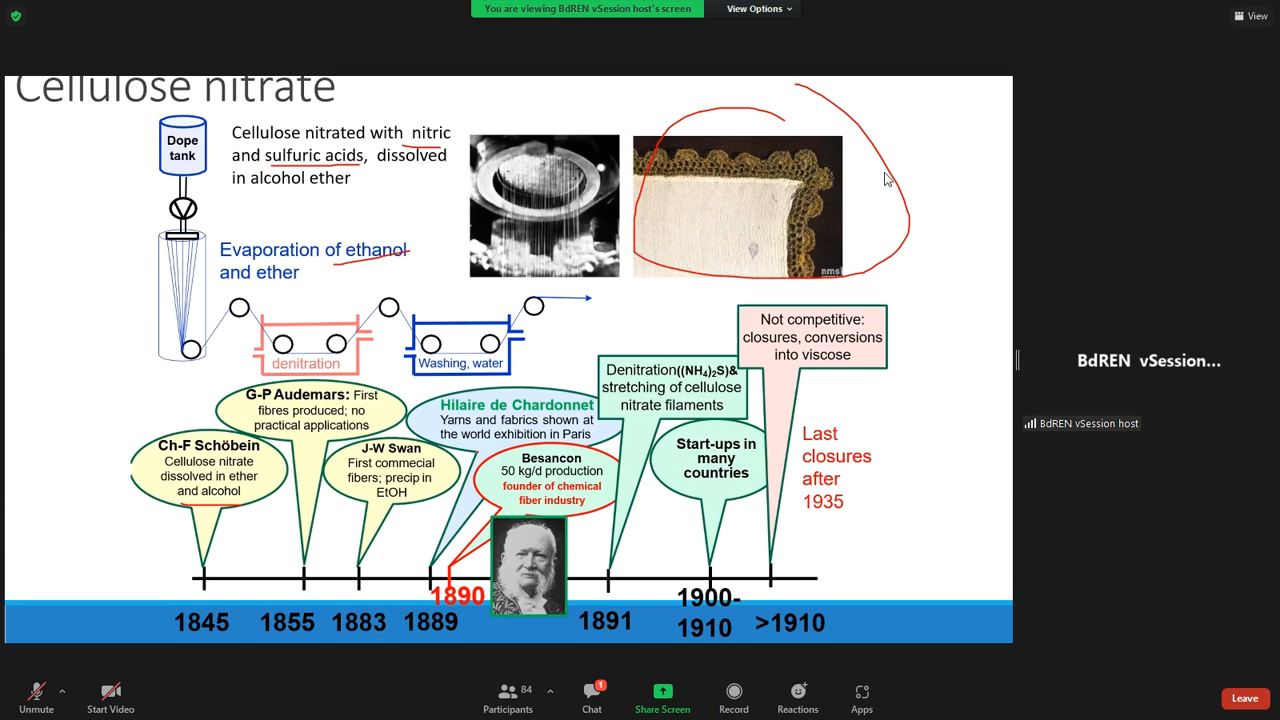 You are viewing BdREN vSession host's screen
View Options
View
Cellulose nitrate
Dope
tank
Cellulose nitrated with nitric
and sulfuric acids, dissolved
in alcohol ether
Evaporation of ethanol
and ether
nmsi
denitration
Washing, water
Not competitive:
closures, conversions
into viscose
Denitration((NH₄)₂S)&
stretching of cellulose
nitrate filaments
G-P Audemars: First
fibres produced; no
practical applications
Hilaire de Chardonnet
Yarns and fabrics shown at
the world exhibition in Paris
Ch-F Schöbein
Cellulose nitrate
dissolved in ether
and alcohol
J-W Swan
First commecial
fibers; precip in
EtOH
Besancon
50 kg/d production
founder of chemical
fiber industry
Start-ups in
many
countries
Last
closures
after
1935
1845
1855
1883
1889
1890
1891
1900-
1910
>1910
BdREN vSession...
BdREN vSession host
Unmute
Start Video
84
Participants
1
Chat
Share Screen
Record
Reactions
Apps
Leave